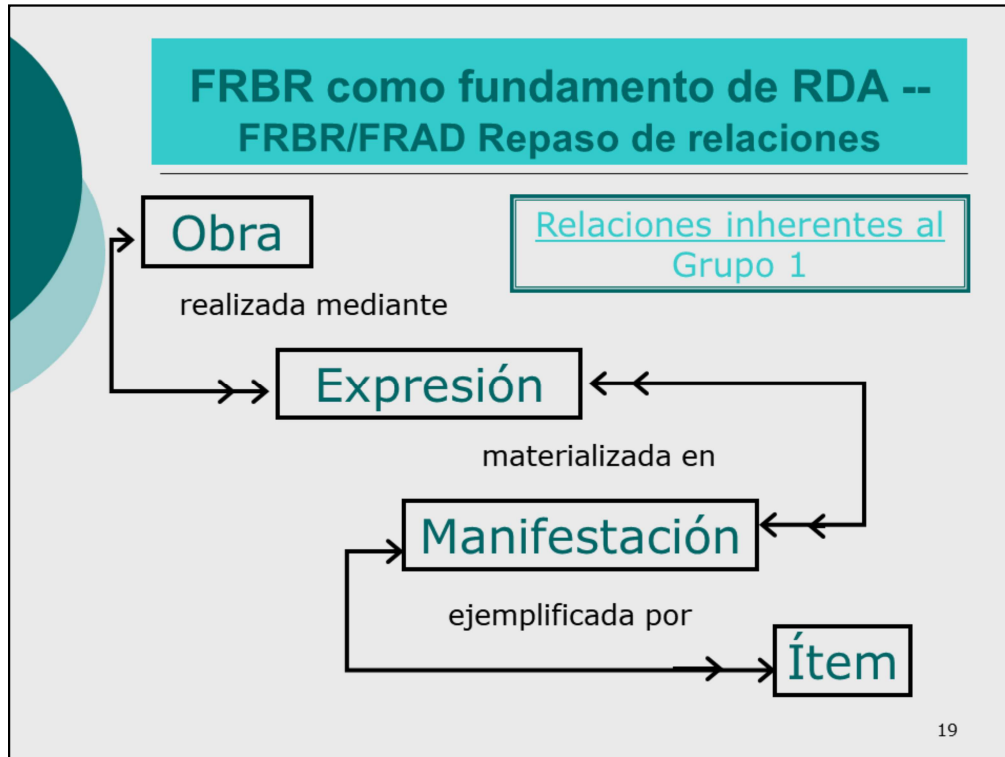 FRBR como fundamento de RDA --
FRBR/FRAD Repaso de relaciones
Obra
Relaciones inherentes al
Grupo 1
realizada mediante
Expresión
materializada en
Manifestación
ejemplificada por
Ítem
19